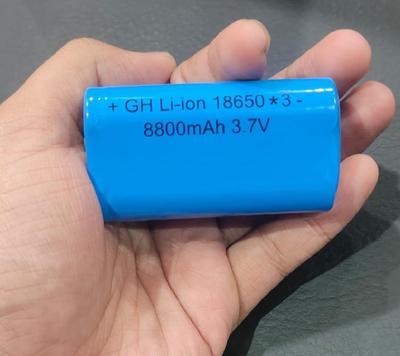 + GH Li-ion 18650*3 -
8800mAh 3.7V